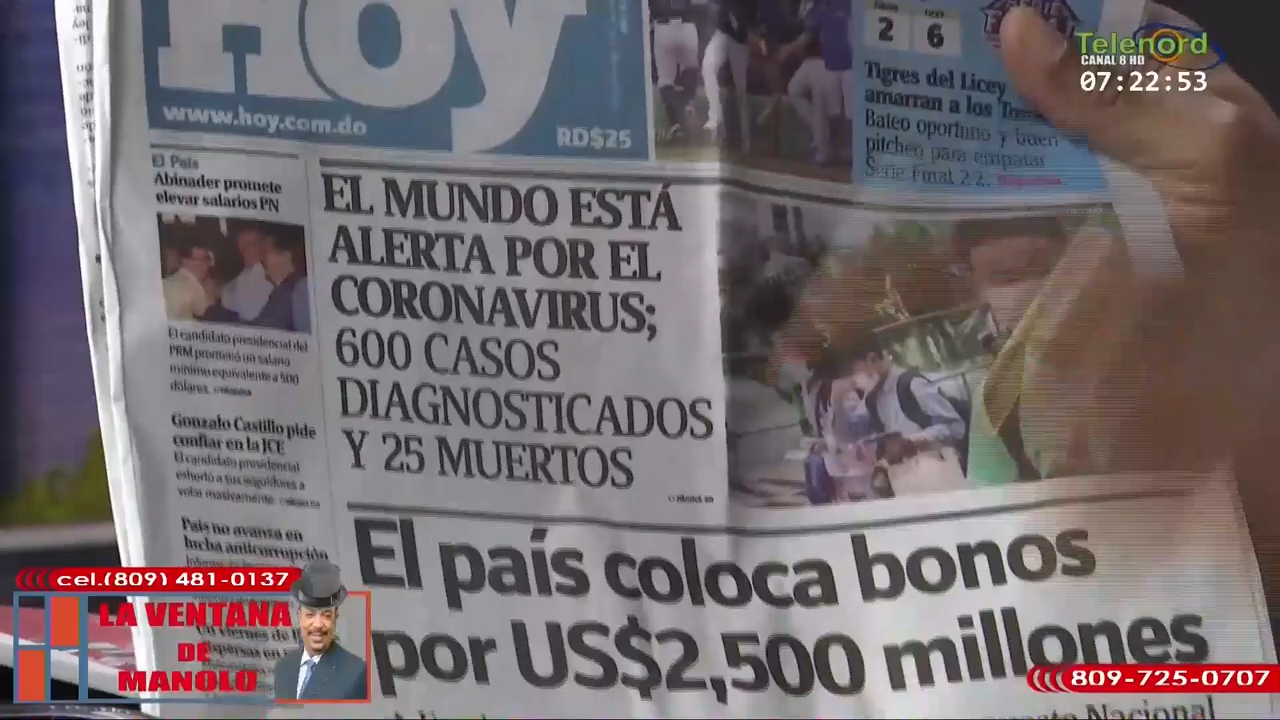 Hoy
www.hoy.com.do
RD$25
2 6
Tigres del Licey
amarran a los
Bateo oportuno y buen
pitcheo para empatar
Serie Final 2-2.
Telenord
CANAL 8 HD
07:22:53
El País
Abinader promete
elevar salarios PN
El candidato presidencial del
PRM prometió un salario
mínimo equivalente a 500
dólares.
Gonzalo Castillo pide
confiar en la JCE
El candidato presidencial
exhortó a sus seguidores a
votar masivamente.
País no avanza en
lucha anticorrupción
EL MUNDO ESTÁ
ALERTA POR EL
CORONAVIRUS;
600 CASOS
DIAGNOSTICADOS
Y 25 MUERTOS
El país coloca bonos
por US$2,500 millones
Nacional
cel.(809) 481-0137
LA VENTANA
DE
MANOLO
809-725-0707